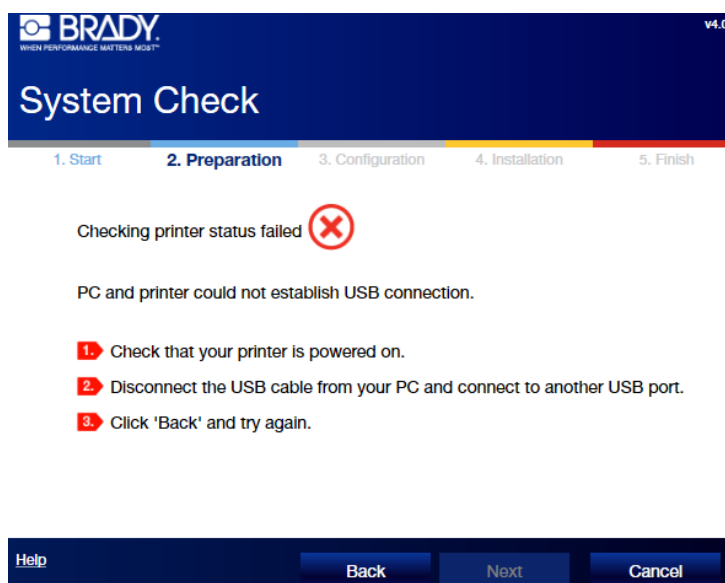 BRADY.
WHEN PERFORMANCE MATTERS MOST™
v4.0
System Check
1. Start 2. Preparation 3. Configuration 4. Installation 5. Finish
Checking printer status failed
PC and printer could not establish USB connection.
1. Check that your printer is powered on.
2. Disconnect the USB cable from your PC and connect to another USB port.
3. Click 'Back' and try again.
Help Back Next Cancel